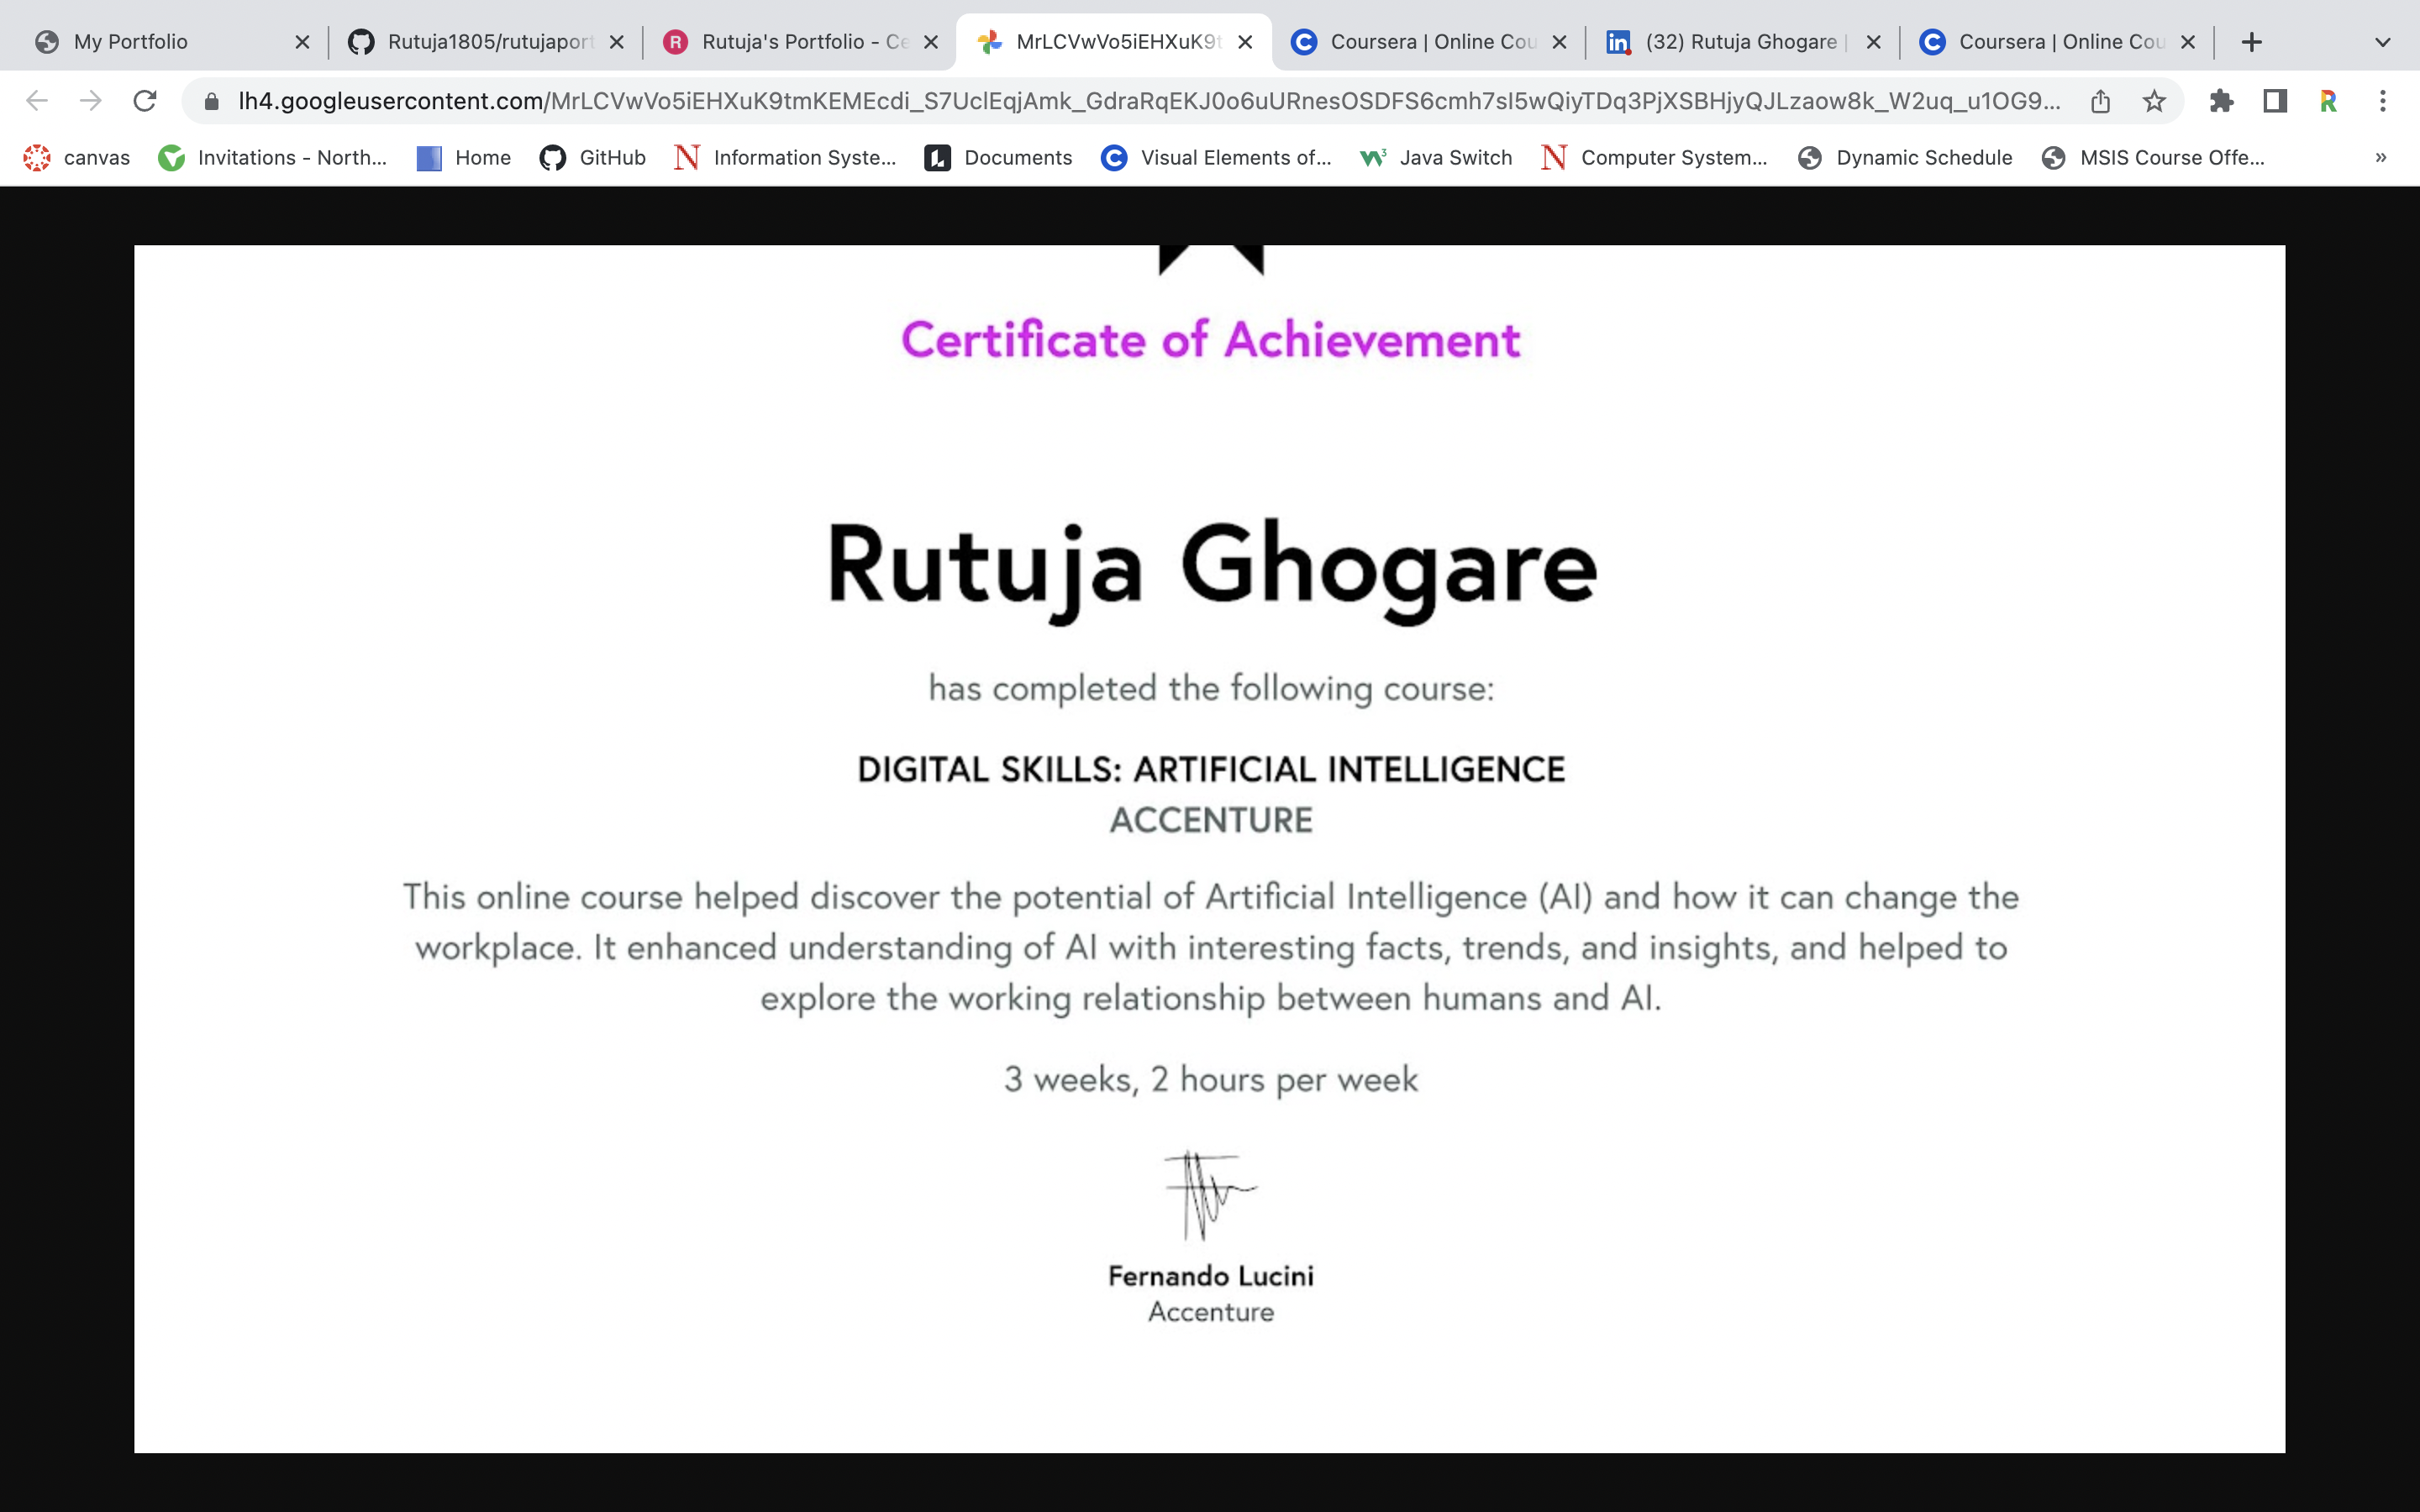 My Portfolio
Rutuja1805/rutujaport
Rutuja's Portfolio - Ce
MrLCVwVo5iEHXuK9t
Coursera | Online Cou
(32) Rutuja Ghogare |
Coursera | Online Cou
lh4.googleusercontent.com/MrLCVwVo5iEHXuK9tmKEMEcdi_S7UclEqjAmk_GdraRqEKJ0o6uURnesOSDFS6cmh7sI5wQiyTDq3PjXSBHjyQJLzaow8k_W2uq_u1OG9...
canvas
Invitations - North...
Home
GitHub
Information Syste...
Documents
Visual Elements of...
Java Switch
Computer System...
Dynamic Schedule
MSIS Course Offe...
Certificate of Achievement
Rutuja Ghogare
has completed the following course:
DIGITAL SKILLS: ARTIFICIAL INTELLIGENCE
ACCENTURE
This online course helped discover the potential of Artificial Intelligence (AI) and how it can change the
workplace. It enhanced understanding of AI with interesting facts, trends, and insights, and helped to
explore the working relationship between humans and AI.
3 weeks, 2 hours per week
Fernando Lucini
Accenture